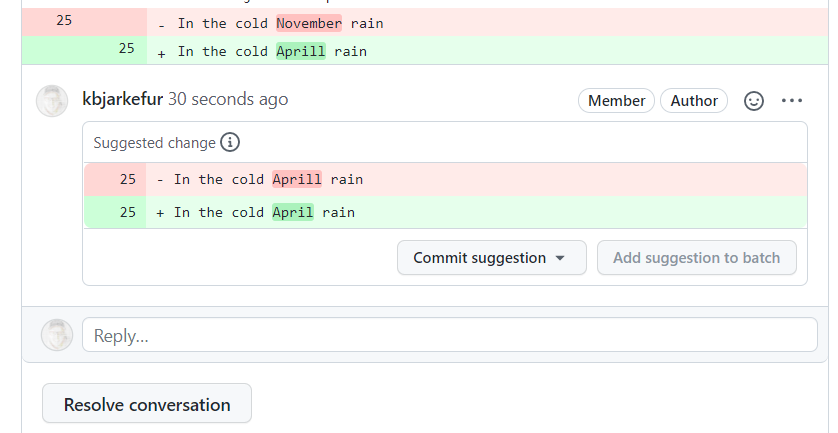 25 - In the cold November rain
25 + In the cold Aprill rain
kbjarkefur 30 seconds ago Member Author
Suggested change
25 - In the cold Aprill rain
25 + In the cold April rain
Commit suggestion Add suggestion to batch
Reply...
Resolve conversation